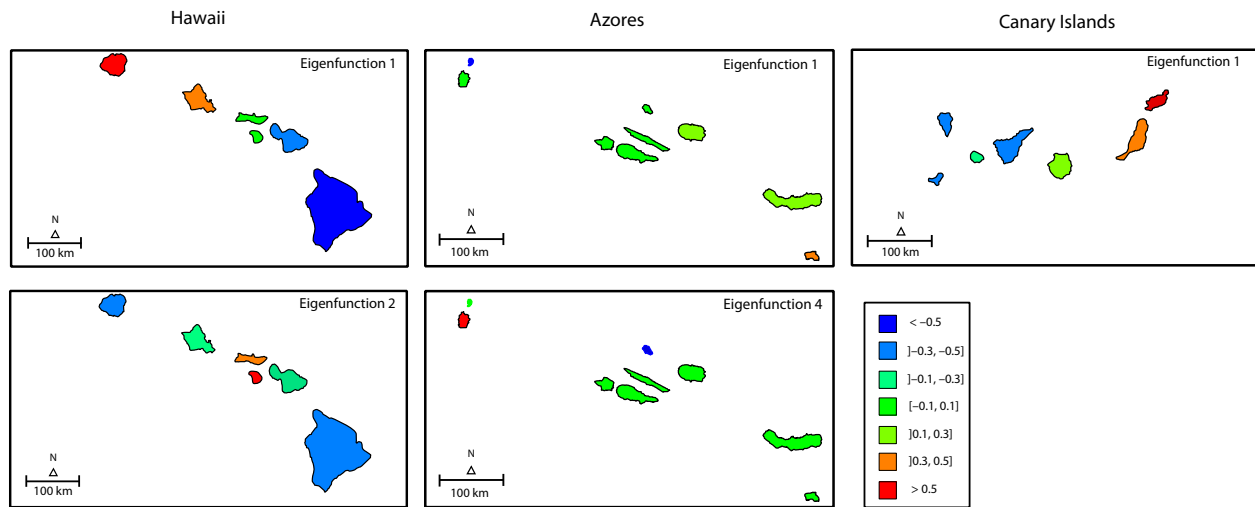 Hawaii
Azores
Canary Islands
Eigenfunction 1
N
100 km
Eigenfunction 1
N
100 km
Eigenfunction 1
N
100 km
Eigenfunction 2
N
100 km
Eigenfunction 4
N
100 km
< −0.5
]−0.3, −0.5]
]−0.1, −0.3]
[−0.1, 0.1]
]0.1, 0.3]
]0.3, 0.5]
> 0.5